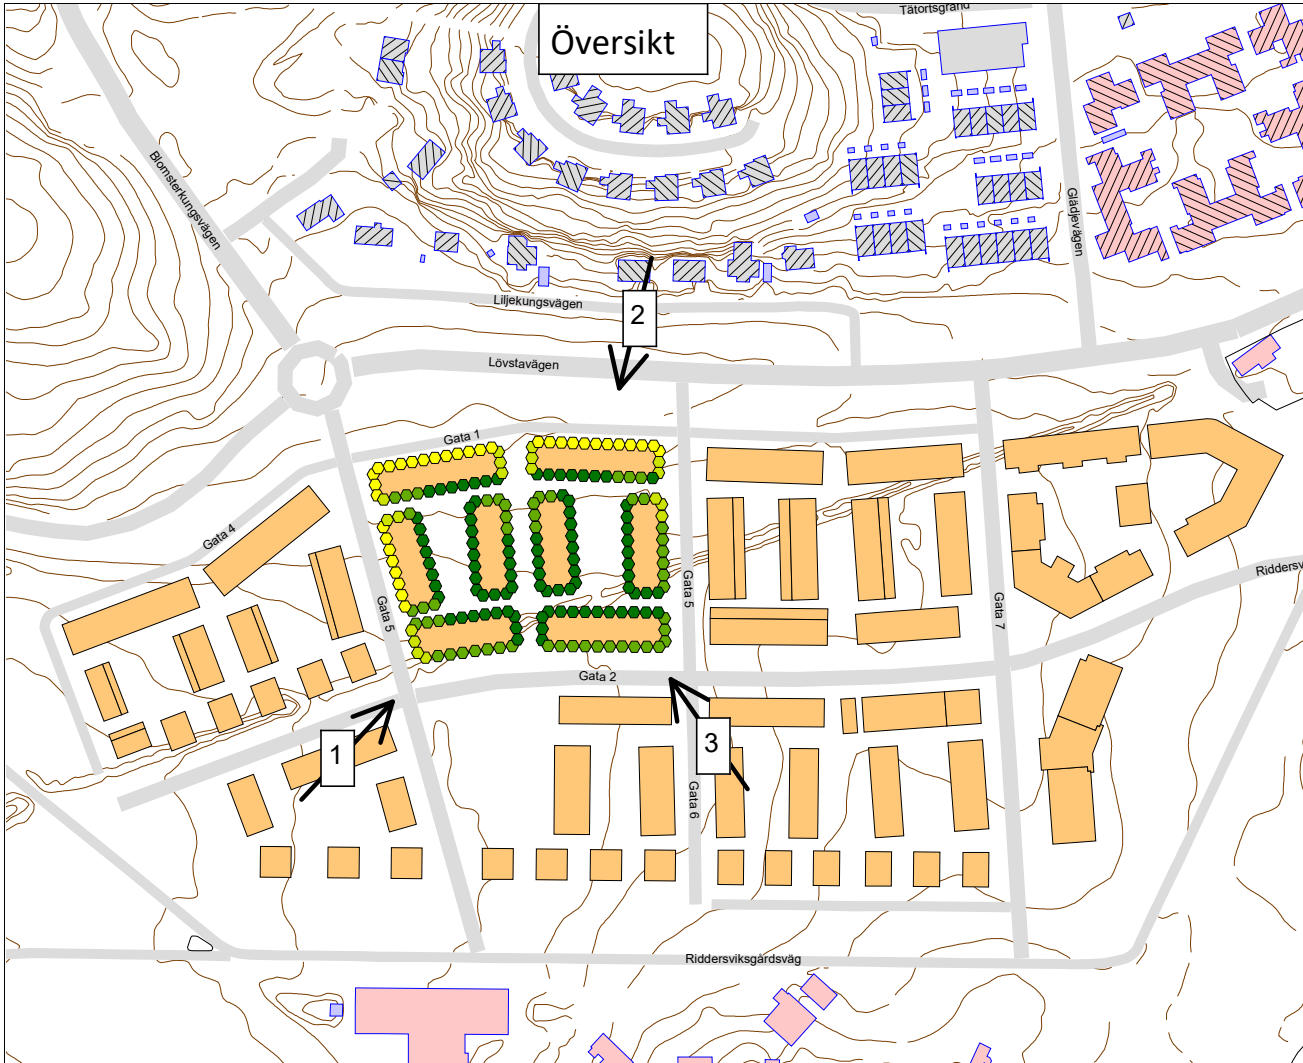 Tätortsgränd
Översikt
Blomsterkungsvägen
Glädjevägen
Liljekungsvägen
2
Lövstavägen
Gata 1
Gata 4
Gata 5
Gata 5
Gata 7
Riddersv
Gata 2
1
3
Gata 6
Riddersviksgårdsväg